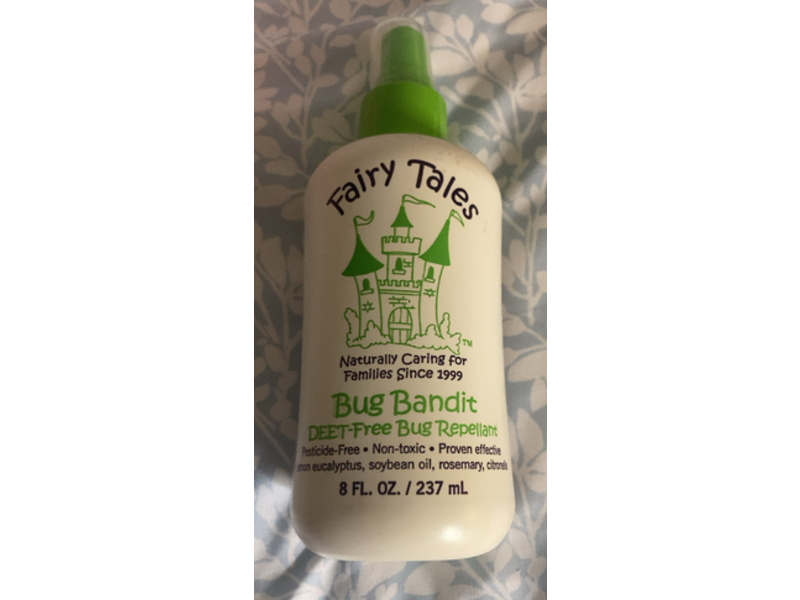 Fairy Tales
TM
Naturally Caring for
Families Since 1999
Bug Bandit
DEET-Free Bug Repellant
Pesticide-Free • Non-toxic • Proven effective
eucalyptus, soybean oil, rosemary,
8 FL. OZ. / 237 mL